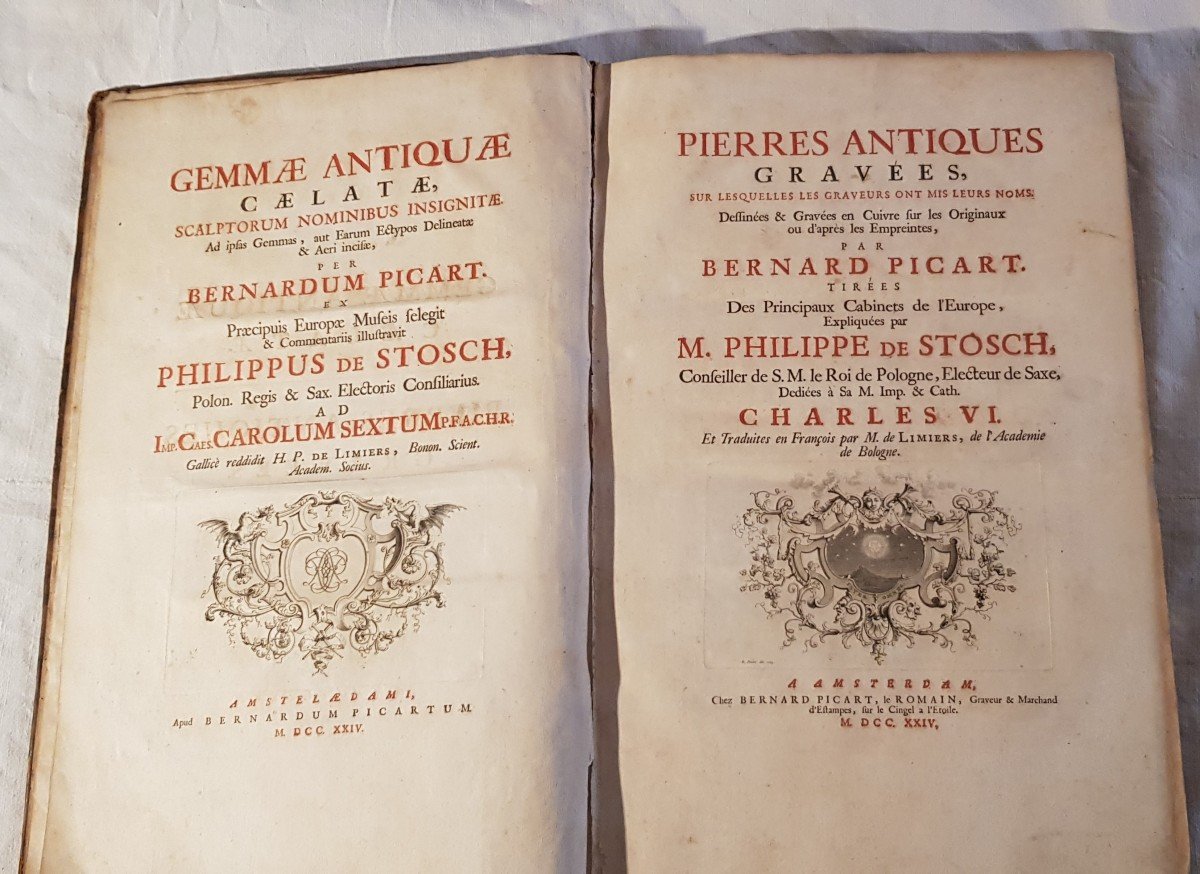 GEMMÆ ANTIQUÆ
CÆLATÆ,
SCALPTORUM NOMINIBUS INSIGNITÆ.
Ad ipſas Gemmas, aut Earum Ectypos Delineatæ
& Aeri inciſæ,
PER
BERNARDUM PICART.
EX
Præcipuis Europæ Muſeis ſelegit
& Commentariis illuſtravit
PHILIPPUS DE STOSCH,
Polon. Regis & Sax. Electoris Conſiliarius.
AD
IMP. CAES. CAROLUM SEXTUM P.F.A.C.H.R.
Gallicè reddidit H. P. DE LIMIERS, Bonon. Scient.
Academ. Socius.
AMSTELÆDAMI,
Apud BERNARDUM PICARTUM
M. DCC. XXIV.
PIERRES ANTIQUES
GRAVÉES,
SUR LESQUELLES LES GRAVEURS ONT MIS LEURS NOMS.
Deſſinées & Gravées en Cuivre ſur les Originaux
ou d'après les Empreintes,
PAR
BERNARD PICART.
TIRÉES
Des Principaux Cabinets de l'Europe,
Expliquées par
M. PHILIPPE DE STOSCH,
Conſeiller de S. M. le Roi de Pologne, Electeur de Saxe,
Dediées à Sa M. Imp. & Cath.
CHARLES VI.
Et Traduites en François par M. de LIMIERS, de l'Academie
de Bologne.
A AMSTERDAM,
Chez BERNARD PICART, le ROMAIN, Graveur & Marchand
d'Eſtampes, ſur le Cingel a l'Etoile.
M. DCC. XXIV,